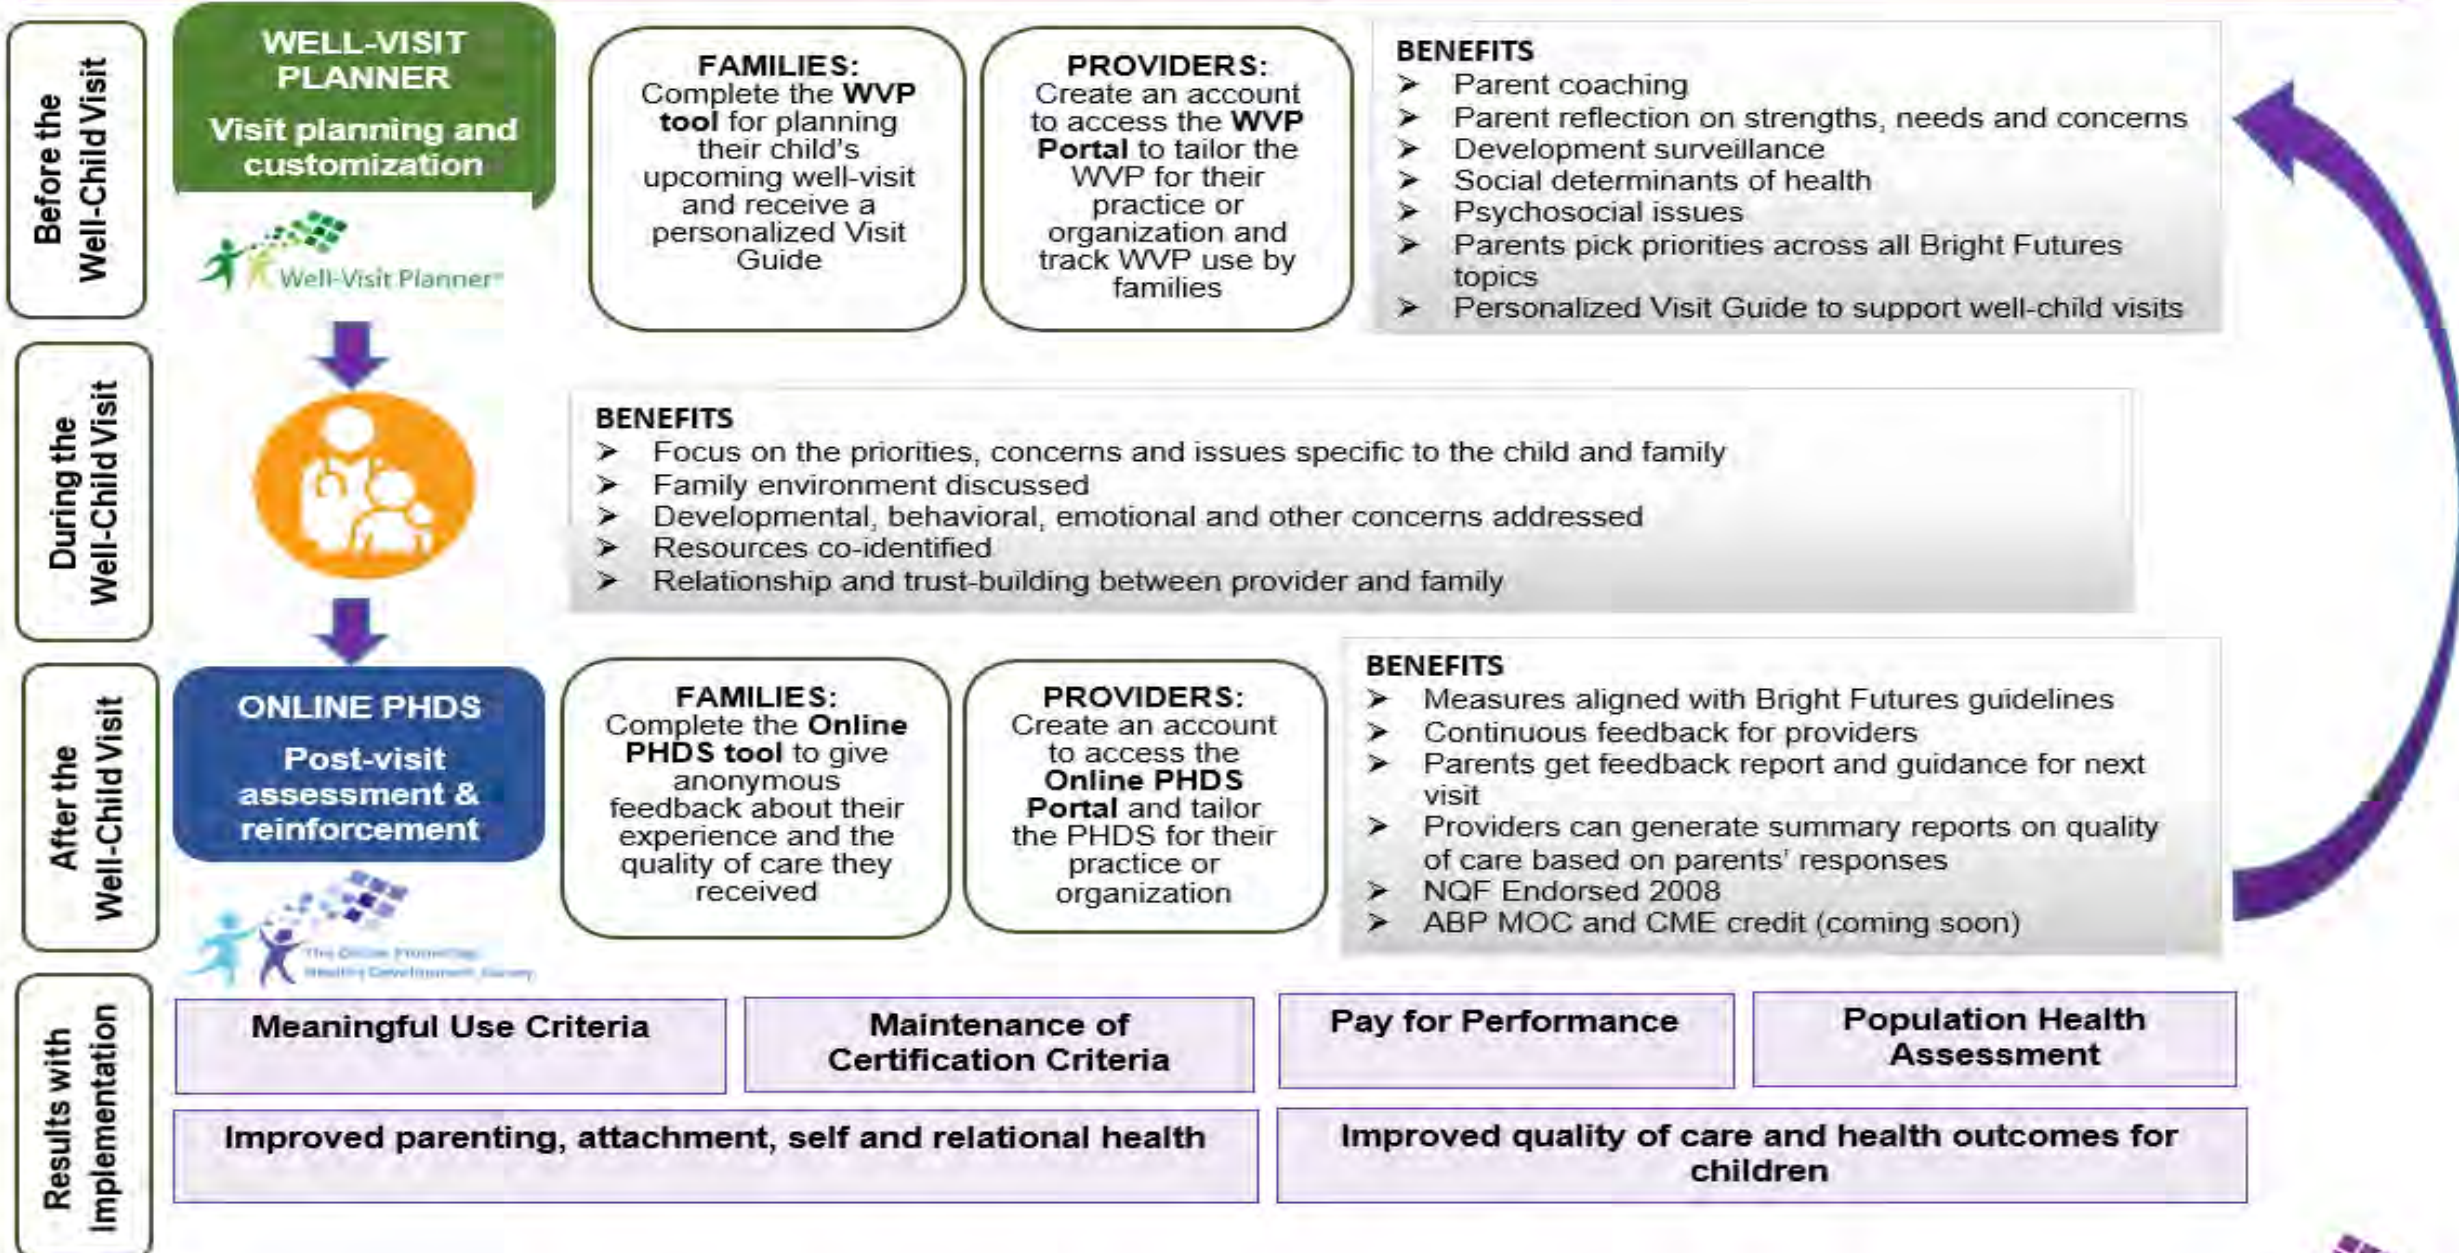 Before the
Well-Child Visit
WELL-VISIT
PLANNER
Visit planning and
customization
Well-Visit Planner®
FAMILIES:
Complete the WVP
tool for planning
their child's
upcoming well-visit
and receive a
personalized Visit
Guide
PROVIDERS:
Create an account
to access the WVP
Portal to tailor the
WVP for their
practice or
organization and
track WVP use by
families
BENEFITS
➢ Parent coaching
➢ Parent reflection on strengths, needs and concerns
➢ Development surveillance
➢ Social determinants of health
➢ Psychosocial issues
➢ Parents pick priorities across all Bright Futures
topics
➢ Personalized Visit Guide to support well-child visits
During the
Well-Child Visit
BENEFITS
➢ Focus on the priorities, concerns and issues specific to the child and family
➢ Family environment discussed
➢ Developmental, behavioral, emotional and other concerns addressed
➢ Resources co-identified
➢ Relationship and trust-building between provider and family
After the
Well-Child Visit
ONLINE PHDS
Post-visit
assessment &
reinforcement
The Online Promoting
Healthy Development Survey
FAMILIES:
Complete the Online
PHDS tool to give
anonymous
feedback about their
experience and the
quality of care they
received
PROVIDERS:
Create an account
to access the
Online PHDS
Portal and tailor
the PHDS for their
practice or
organization
BENEFITS
➢ Measures aligned with Bright Futures guidelines
➢ Continuous feedback for providers
➢ Parents get feedback report and guidance for next
visit
➢ Providers can generate summary reports on quality
of care based on parents' responses
➢ NQF Endorsed 2008
➢ ABP MOC and CME credit (coming soon)
Results with
Implementation
Meaningful Use Criteria
Maintenance of
Certification Criteria
Pay for Performance
Population Health
Assessment
Improved parenting, attachment, self and relational health
Improved quality of care and health outcomes for
children